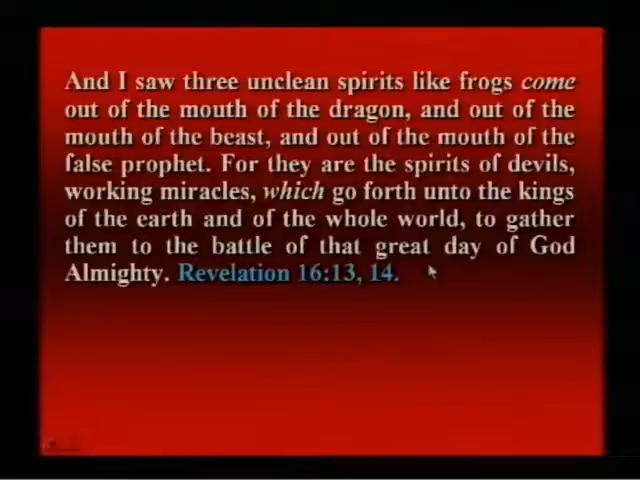 And I saw three unclean spirits like frogs come
out of the mouth of the dragon, and out of the
mouth of the beast, and out of the mouth of the
false prophet. For they are the spirits of devils,
working miracles, which go forth unto the kings
of the earth and of the whole world, to gather
them to the battle of that great day of God
Almighty. Revelation 16:13, 14.